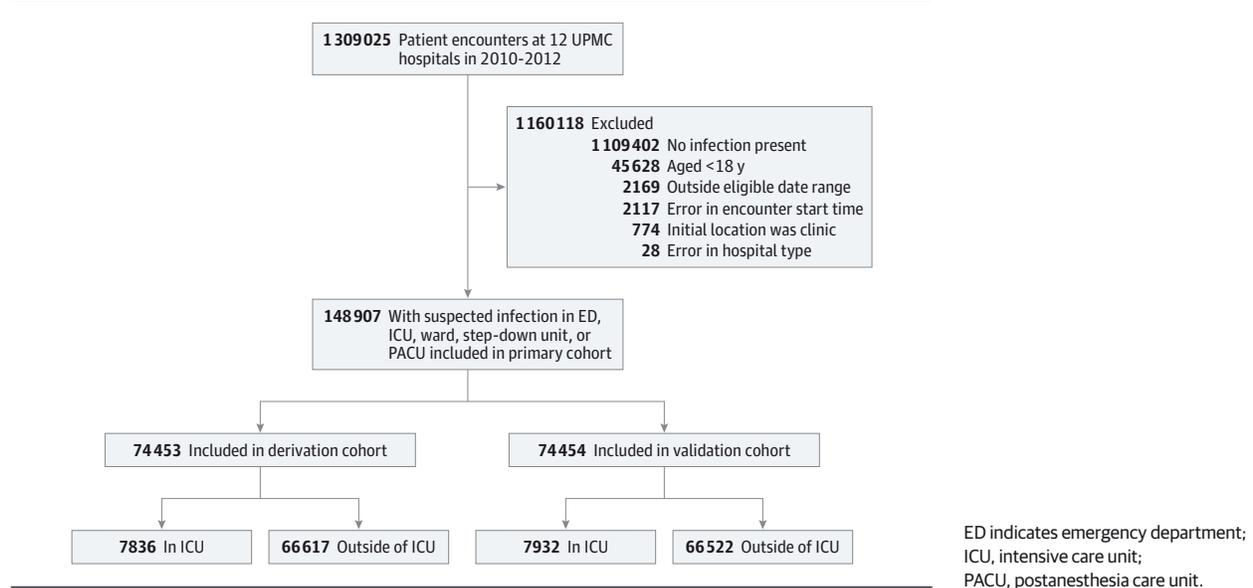 1309025 Patient encounters at 12 UPMC
hospitals in 2010-2012
1160118 Excluded
1109402 No infection present
45628 Aged <18 y
2169 Outside eligible date range
2117 Error in encounter start time
774 Initial location was clinic
28 Error in hospital type
148907 With suspected infection in ED,
ICU, ward, step-down unit, or
PACU included in primary cohort
74453 Included in derivation cohort
74454 Included in validation cohort
7836 In ICU
66617 Outside of ICU
7932 In ICU
66522 Outside of ICU
ED indicates emergency department;
ICU, intensive care unit;
PACU, postanesthesia care unit.